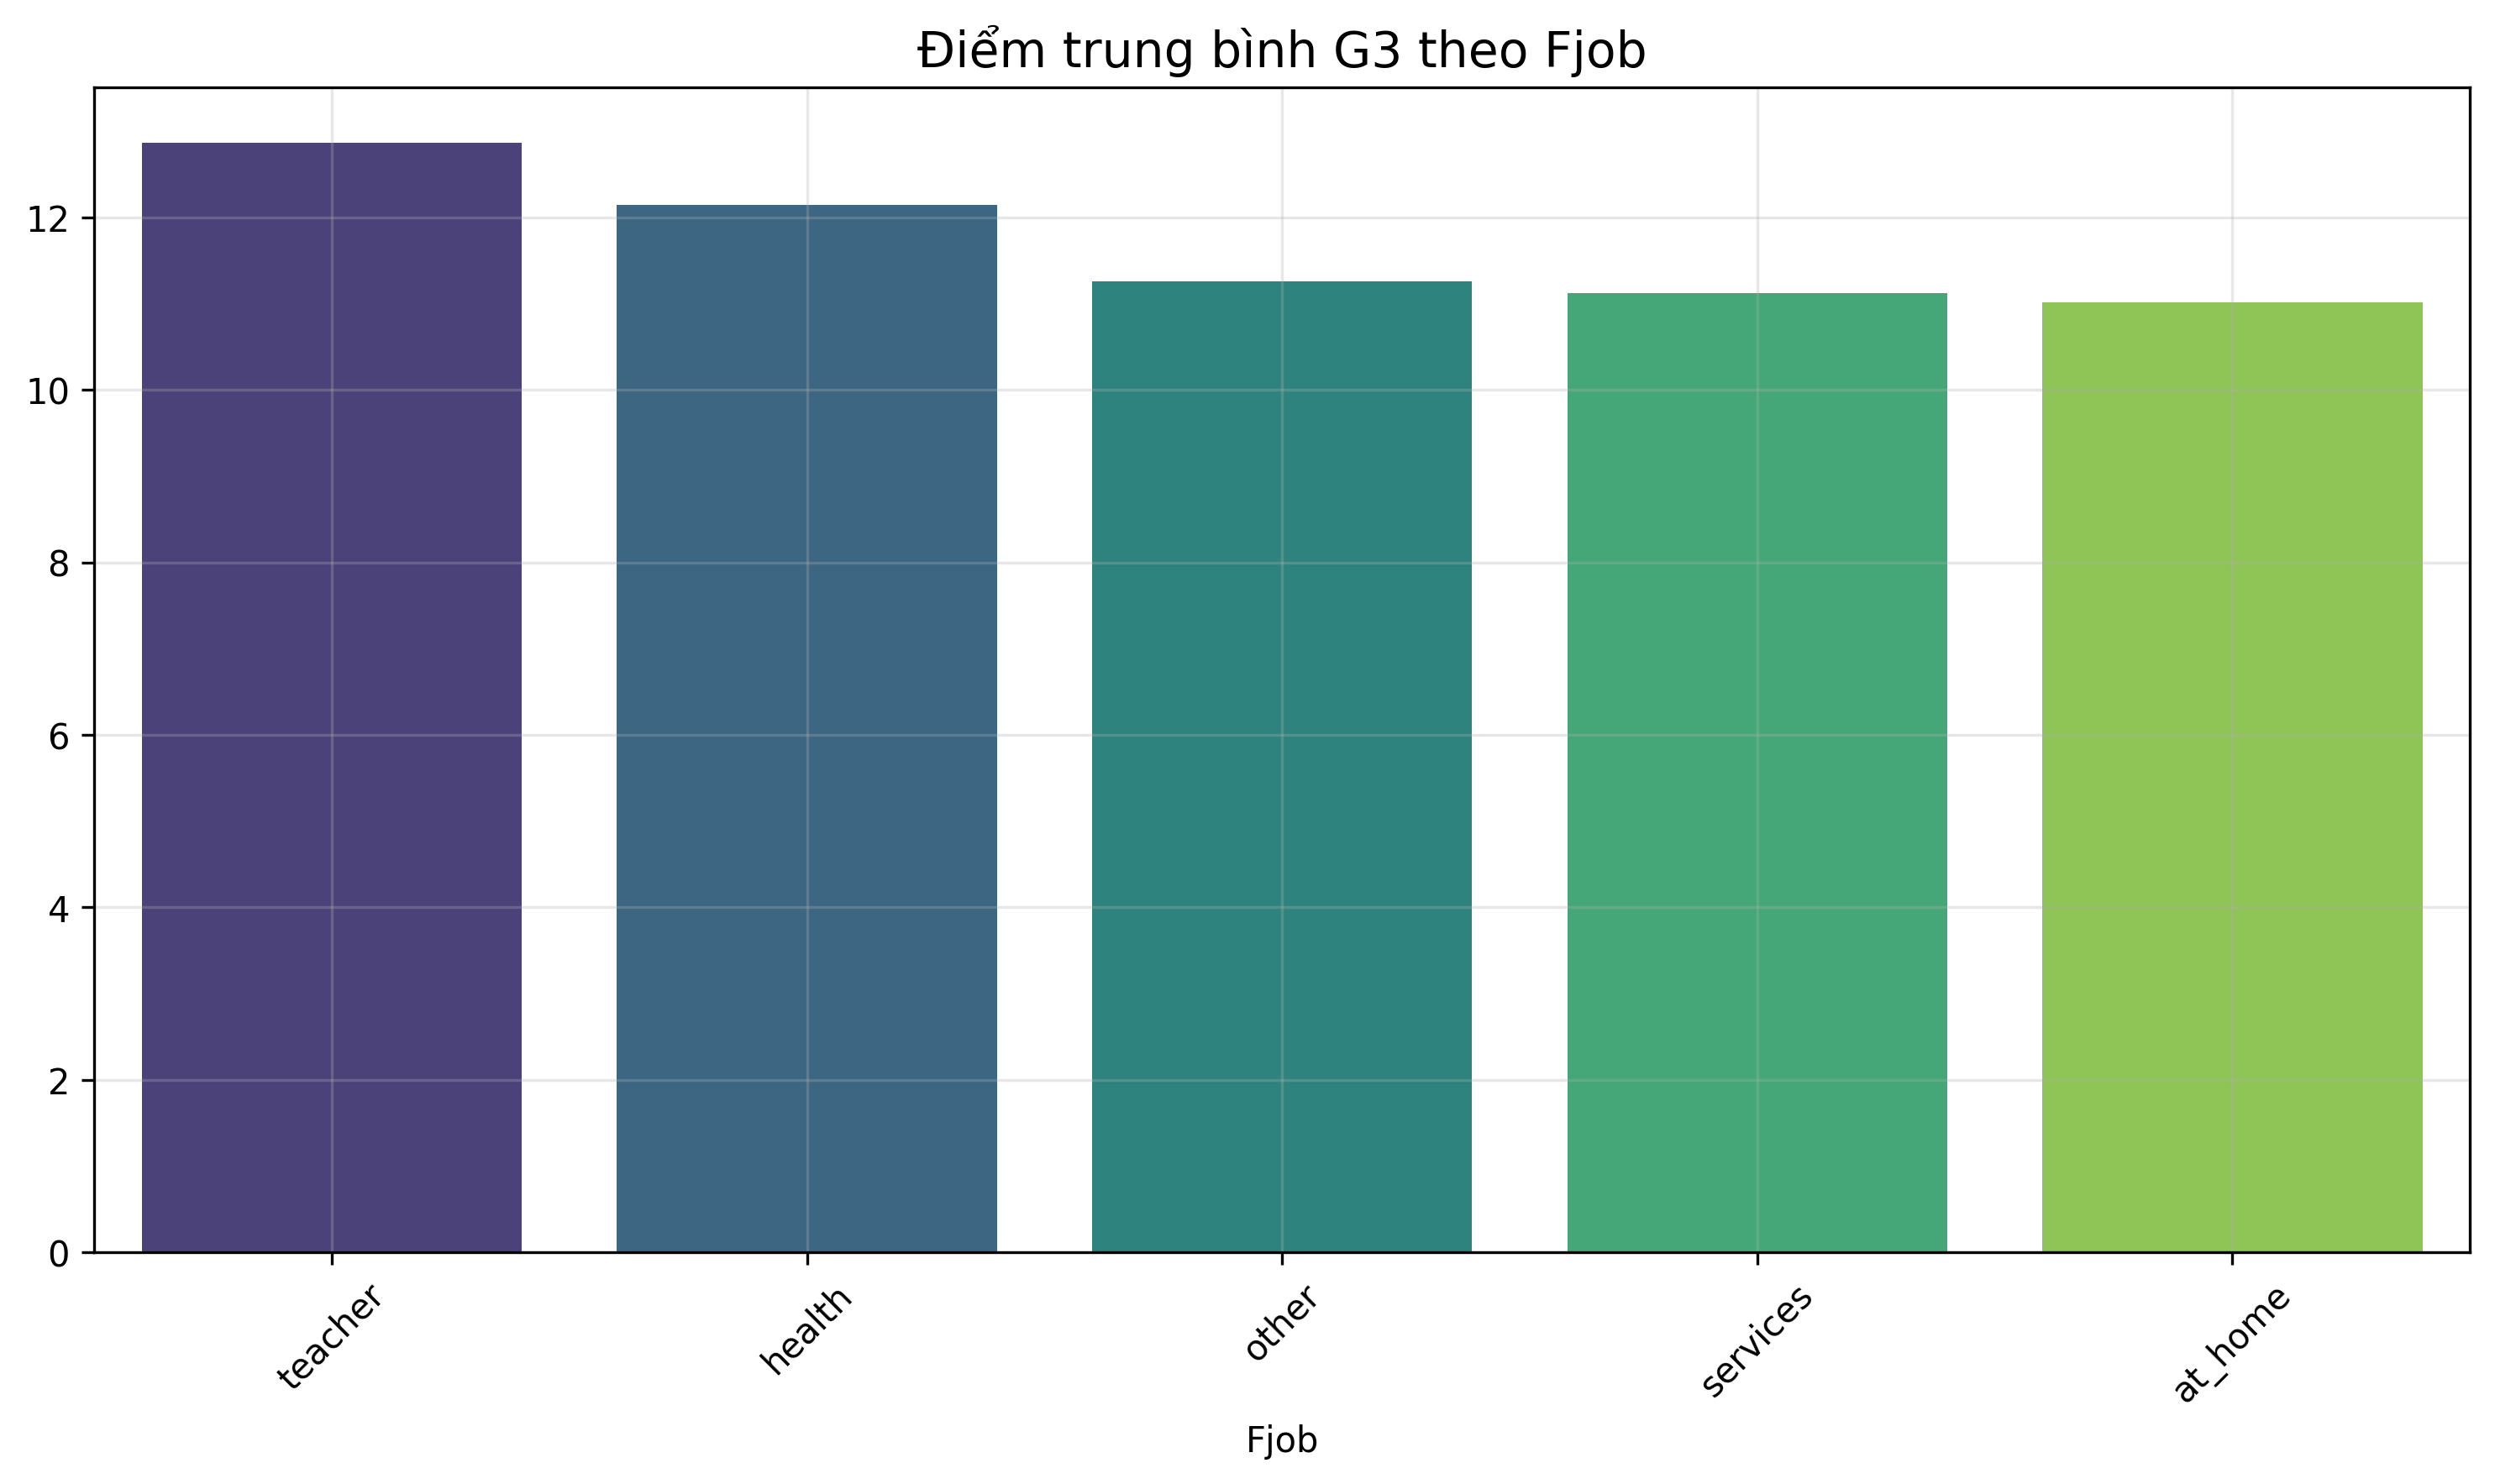 Điểm trung bình G3 theo Fjob
12
10
8
6
4
2
0
teacher
health
other
services
at_home
Fjob